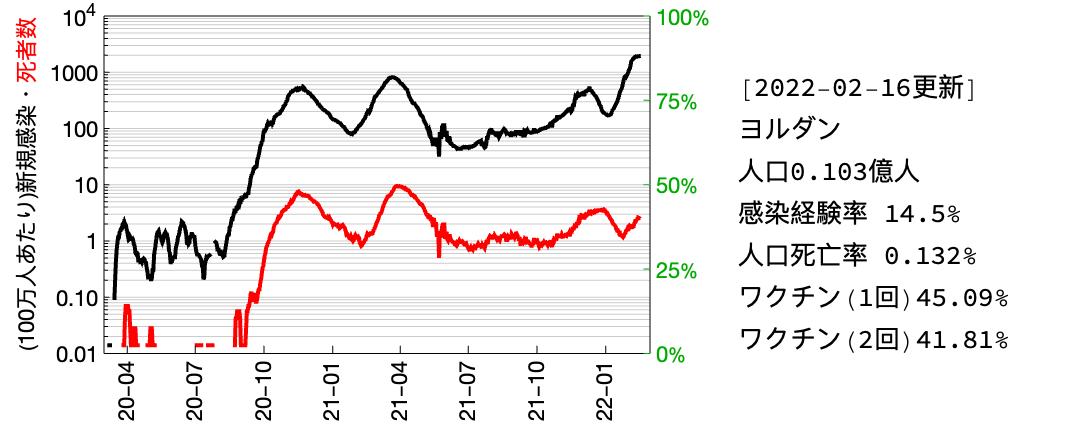 (100万人あたり)新規感染・死者数
10^4
1000
100
10
1
0.10
0.01
100%
75%
50%
25%
0%
20-04
20-07
20-10
21-01
21-04
21-07
21-10
22-01
[2022-02-16更新]
ヨルダン
人口0.103億人
感染経験率 14.5%
人口死亡率 0.132%
ワクチン(1回)45.09%
ワクチン(2回)41.81%